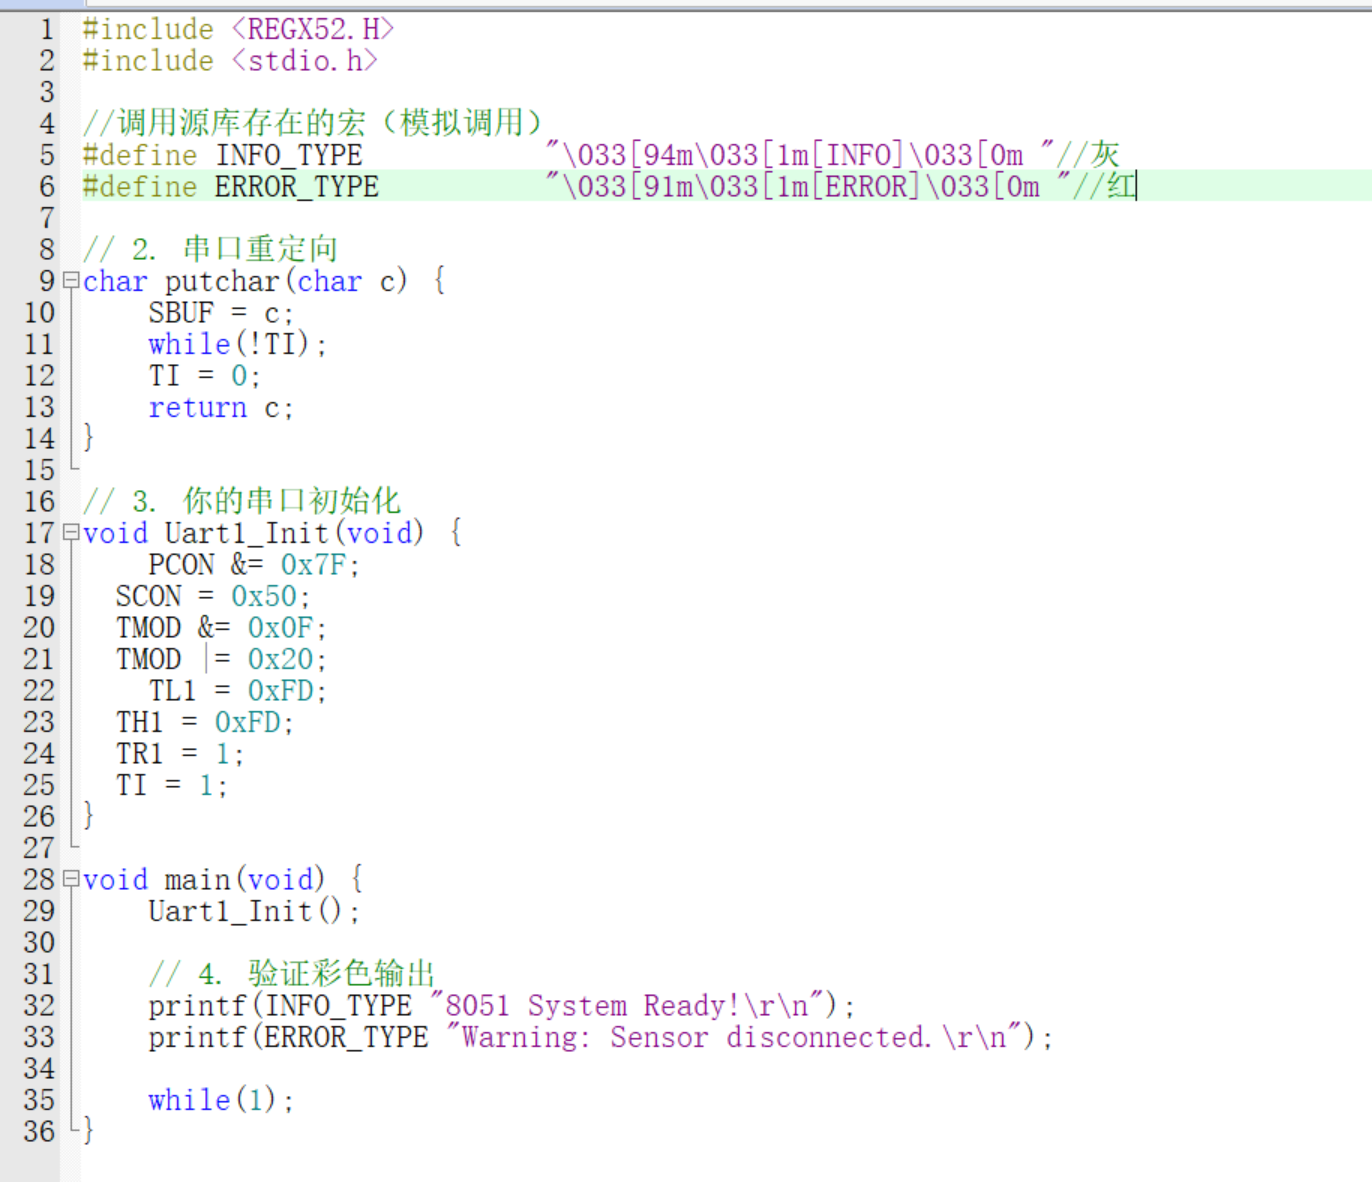 1 #include <REGX52.H>
2 #include <stdio.h>
3
4 //调用源库存在的宏（模拟调用）
5 #define INFO_TYPE           "\033[94m\033[1m[INFO]\033[0m "//灰
6 #define ERROR_TYPE          "\033[91m\033[1m[ERROR]\033[0m "//红
7
8 // 2. 串口重定向
9 char putchar(char c) {
10     SBUF = c;
11     while(!TI);
12     TI = 0;
13     return c;
14 }
15
16 // 3. 你的串口初始化
17 void Uart1_Init(void) {
18     PCON &= 0x7F;
19   SCON = 0x50;
20   TMOD &= 0x0F;
21   TMOD |= 0x20;
22     TL1 = 0xFD;
23   TH1 = 0xFD;
24   TR1 = 1;
25   TI = 1;
26 }
27
28 void main(void) {
29     Uart1_Init();
30
31     // 4. 验证彩色输出
32     printf(INFO_TYPE "8051 System Ready!\r\n");
33     printf(ERROR_TYPE "Warning: Sensor disconnected.\r\n");
34
35     while(1);
36 }